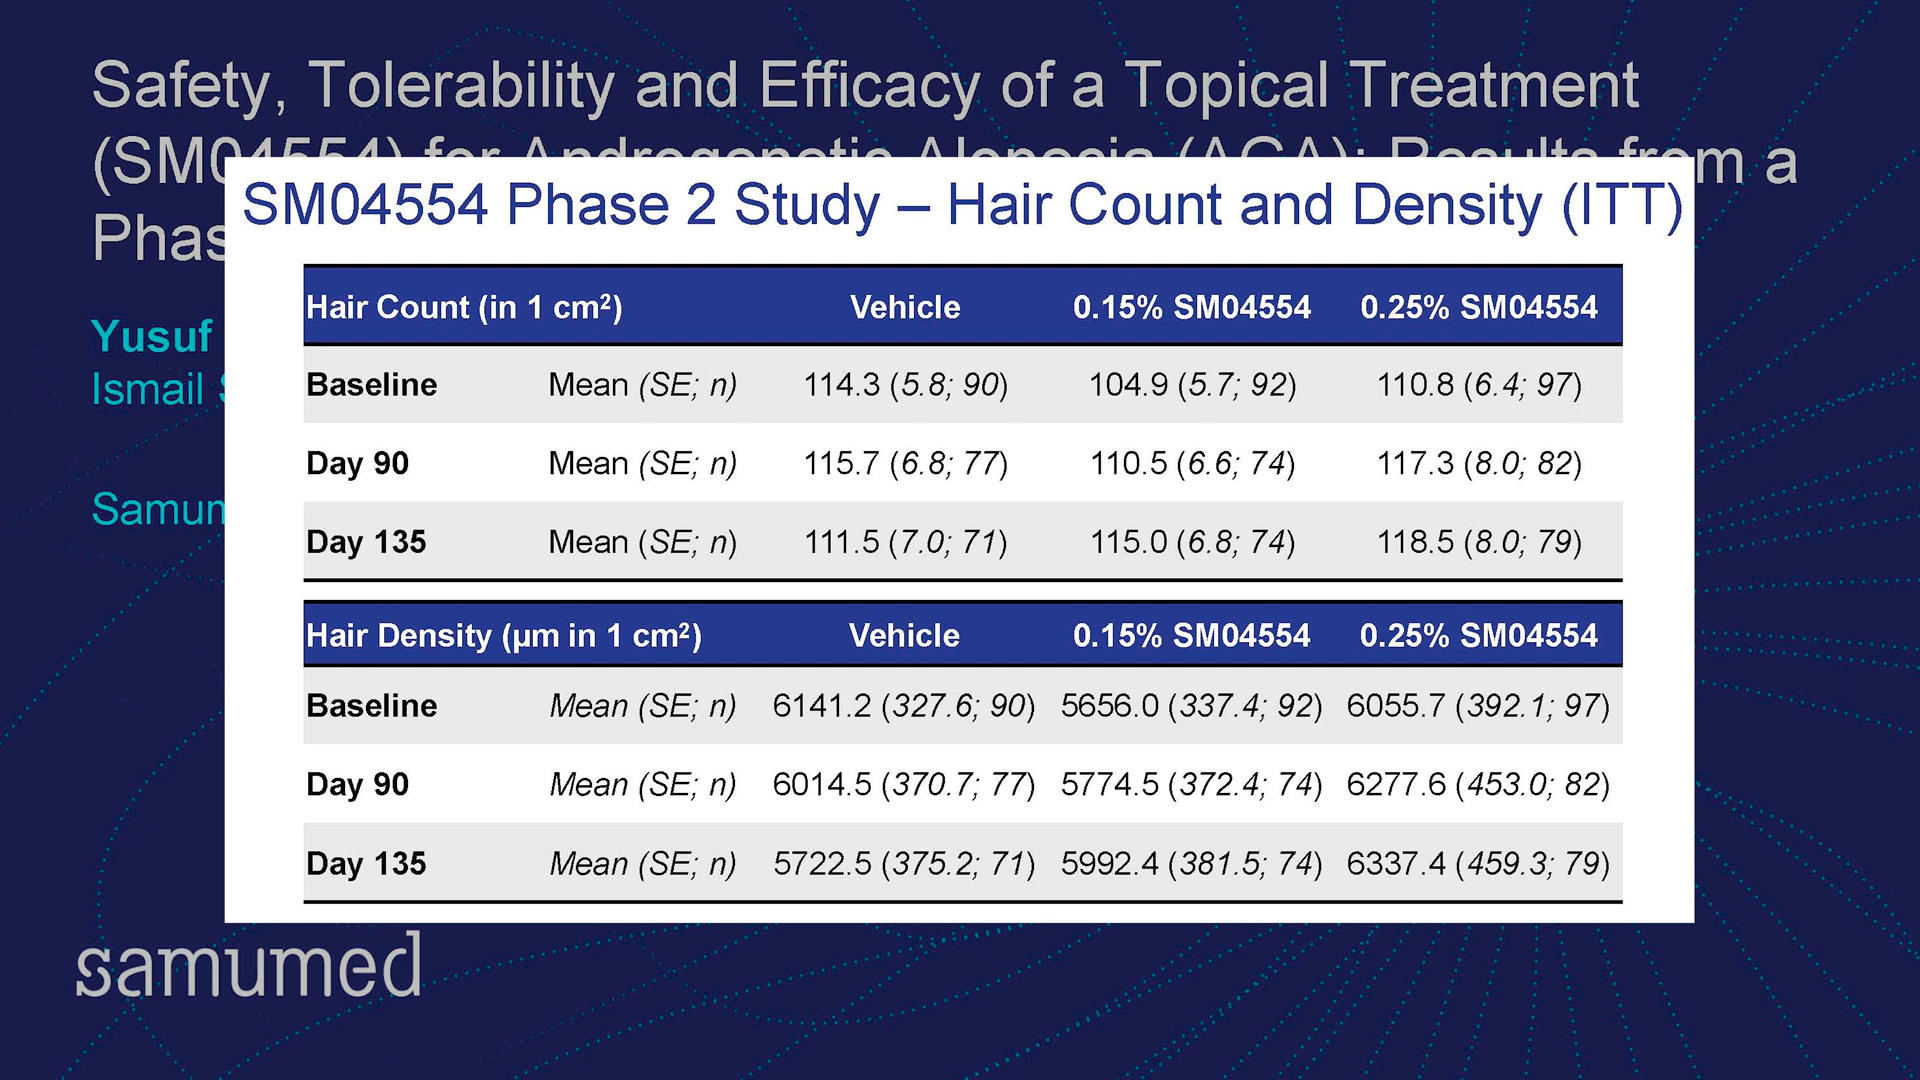 Safety, Tolerability and Efficacy of a Topical Treatment
(SM04554) for Androgenetic Alopecia (AGA): Results from a
Phas
SM04554 Phase 2 Study – Hair Count and Density (ITT)
Yusuf
Ismail
Samum
Hair Count (in 1 cm²) Vehicle 0.15% SM04554 0.25% SM04554
Baseline Mean (SE; n) 114.3 (5.8; 90) 104.9 (5.7; 92) 110.8 (6.4; 97)
Day 90 Mean (SE; n) 115.7 (6.8; 77) 110.5 (6.6; 74) 117.3 (8.0; 82)
Day 135 Mean (SE; n) 111.5 (7.0; 71) 115.0 (6.8; 74) 118.5 (8.0; 79)
Hair Density (µm in 1 cm²) Vehicle 0.15% SM04554 0.25% SM04554
Baseline Mean (SE; n) 6141.2 (327.6; 90) 5656.0 (337.4; 92) 6055.7 (392.1; 97)
Day 90 Mean (SE; n) 6014.5 (370.7; 77) 5774.5 (372.4; 74) 6277.6 (453.0; 82)
Day 135 Mean (SE; n) 5722.5 (375.2; 71) 5992.4 (381.5; 74) 6337.4 (459.3; 79)
samumed